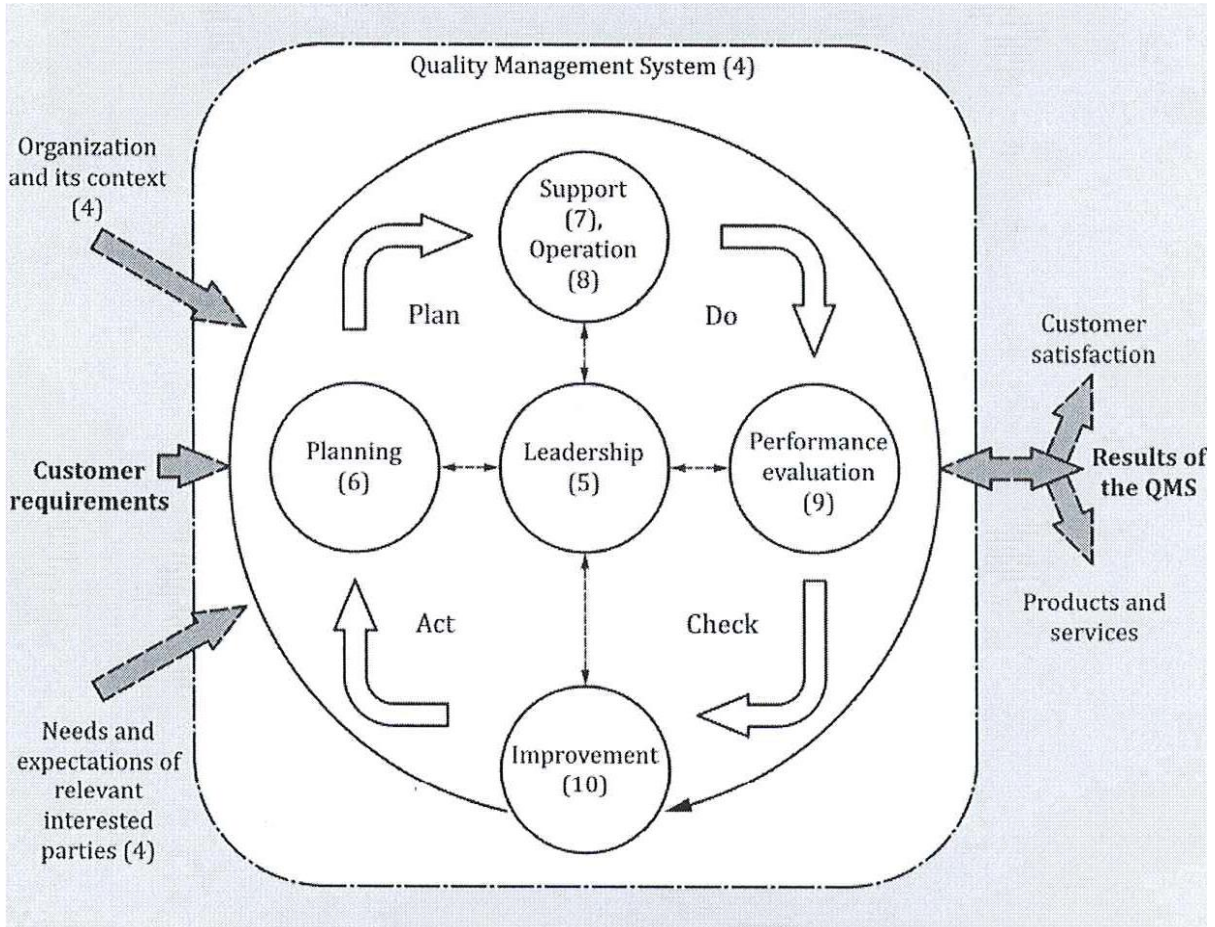 Quality Management System (4)
Organization
and its context
(4)
Support
(7),
Operation
(8)
Plan
Do
Customer
satisfaction
Planning
(6)
Leadership
(5)
Performance
evaluation
(9)
Customer
requirements
Results of
the QMS
Act
Check
Products and
services
Needs and
expectations of
relevant
interested
parties (4)
Improvement
(10)